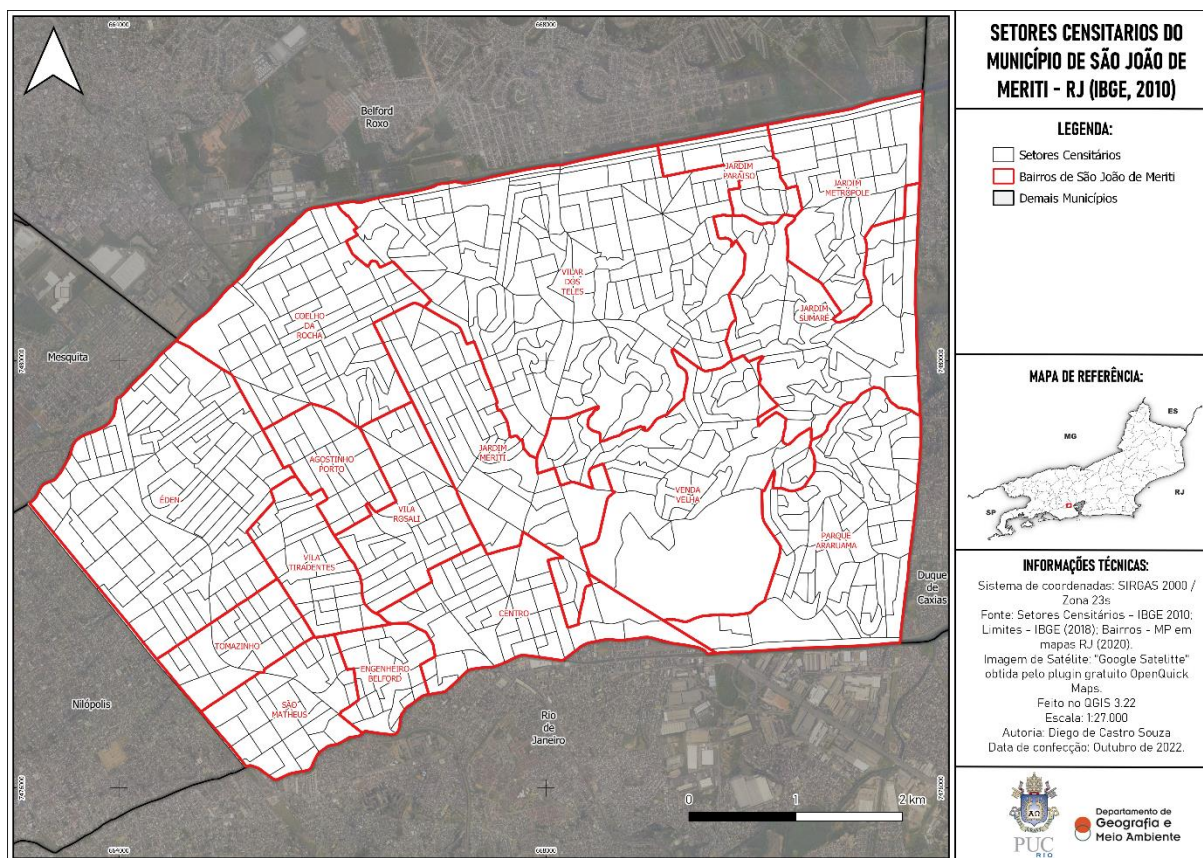 664000
668000
Belford
Roxo
JARDIM
PARAÍSO
JARDIM
METRÓPOLE
VILAR
DOS
TELES
JARDIM
SUMARÉ
COELHO
DA
ROCHA
Mesquita
AGOSTINHO
PORTO
JARDIM
MERITI
ÉDEN
VILA
ROSALI
VENDA
VELHA
PARQUE
ARARUAMA
VILA
TIRADENTES
Duque
de
Caxias
CENTRO
TOMAZINHO
ENGENHEIRO
BELFORD
SÃO
MATHEUS
Nilópolis
Rio
de
Janeiro
0 1 2 km
664000
668000
SETORES CENSITARIOS DO
MUNICÍPIO DE SÃO JOÃO DE
MERITI - RJ (IBGE, 2010)
LEGENDA:
Setores Censitários
Bairros de São João de Meriti
Demais Municípios
MAPA DE REFERÊNCIA:
ES
MG
RJ
SP
INFORMAÇÕES TÉCNICAS:
Sistema de coordenadas: SIRGAS 2000 /
Zona 23s
Fonte: Setores Censitários - IBGE 2010;
Limites - IBGE (2018); Bairros - MP em
mapas RJ (2020).
Imagem de Satélite: "Google Satelitte"
obtida pelo plugin gratuito OpenQuick
Maps.
Feito no QGIS 3.22
Escala: 1:27.000
Autoria: Diego de Castro Souza
Data de confecção: Outubro de 2022.
PUC
RIO
Departamento de
Geografia e
Meio Ambiente